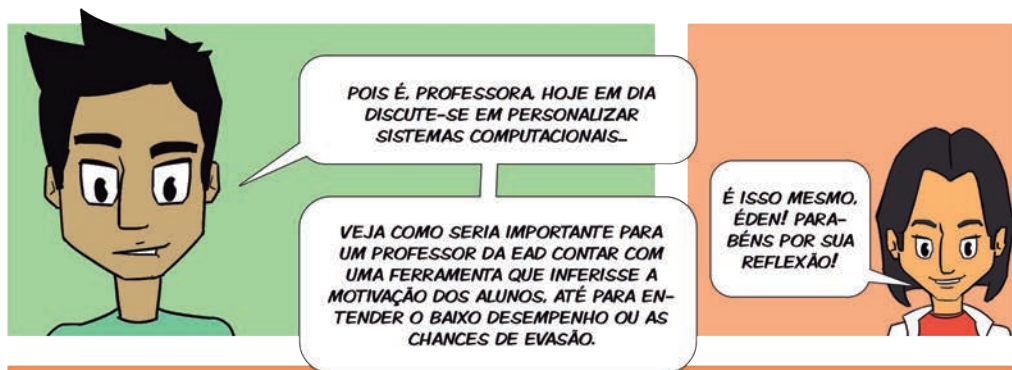 POIS É, PROFESSORA, HOJE EM DIA
DISCUTE-SE EM PERSONALIZAR
SISTEMAS COMPUTACIONAIS...
VEJA COMO SERIA IMPORTANTE PARA
UM PROFESSOR DA EAD CONTAR COM
UMA FERRAMENTA QUE INFERISSE A
MOTIVAÇÃO DOS ALUNOS, ATÉ PARA EN-
TENDER O BAIXO DESEMPENHO OU AS
CHANCES DE EVASÃO.
É ISSO MESMO,
ÉDEN! PARA-
BÉNS POR SUA
REFLEXÃO!